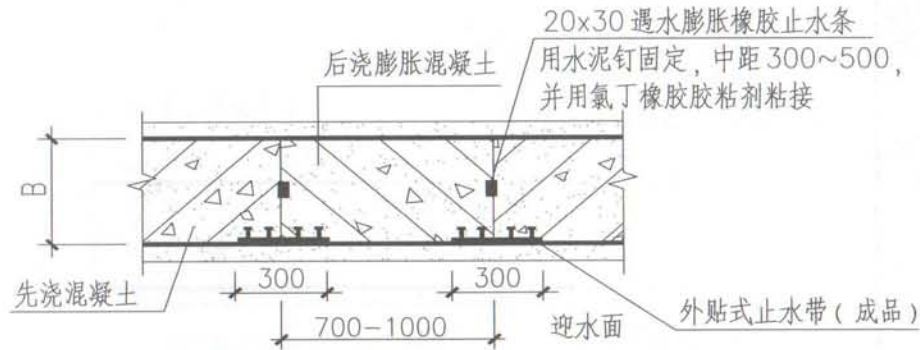 20x30 遇水膨胀橡胶止水条
用水泥钉固定，中距 300~500，
并用氯丁橡胶胶粘剂粘接
后浇膨胀混凝土
B
先浇混凝土
300
300
700-1000
迎水面
外贴式止水带（成品）